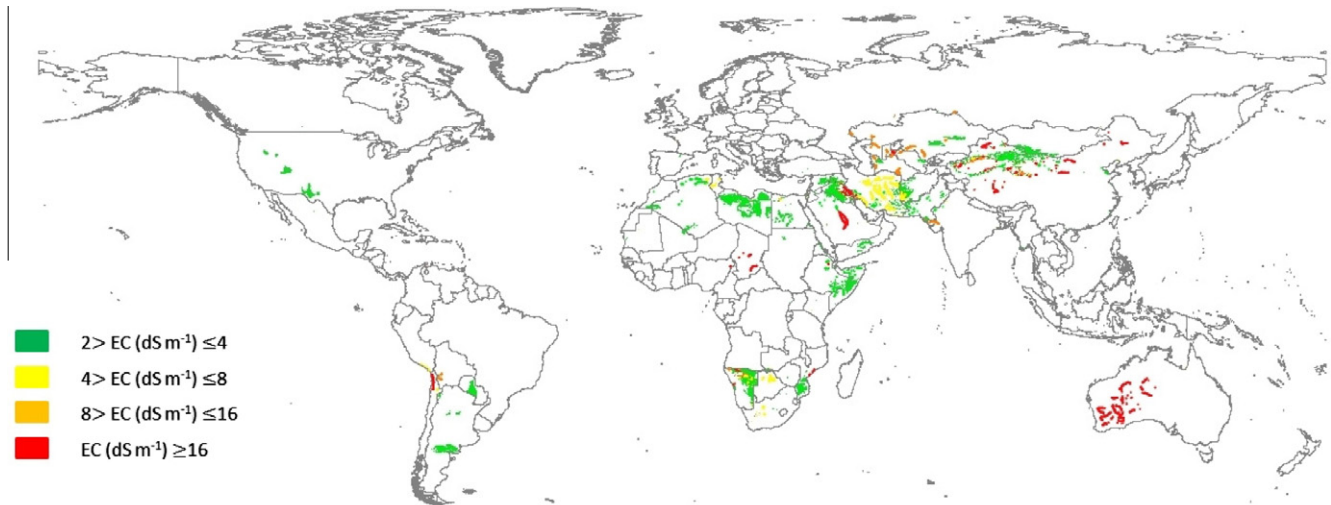 2> EC (dS m⁻¹) ≤4
4> EC (dS m⁻¹) ≤8
8> EC (dS m⁻¹) ≤16
EC (dS m⁻¹) ≥16